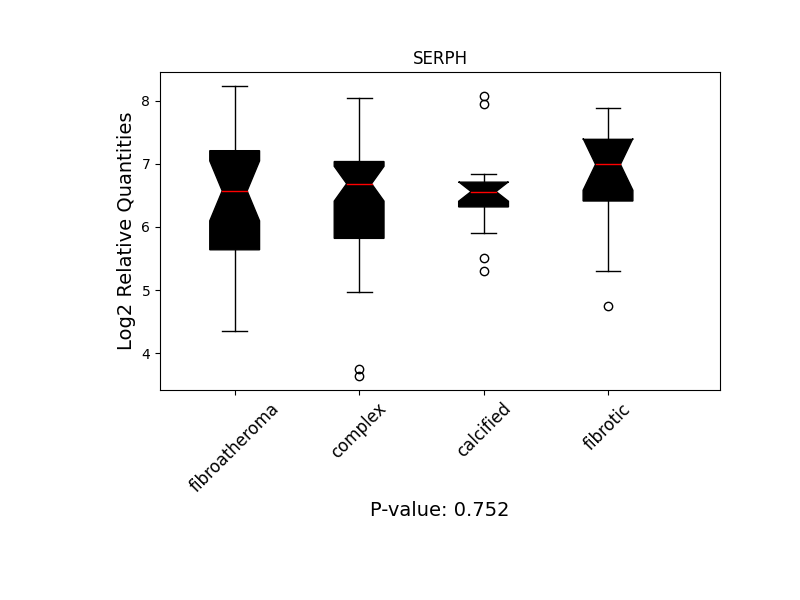 SERPH
Log2 Relative Quantities
8
7
6
5
4
fibroatheroma
complex
calcified
fibrotic
P-value: 0.752